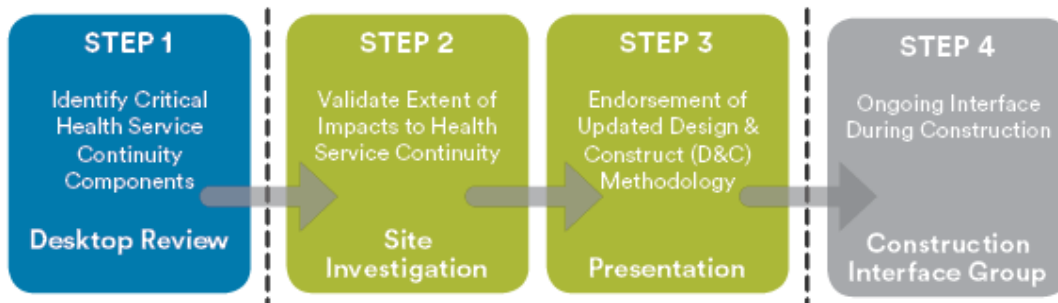 STEP 1
Identify Critical
Health Service
Continuity
Components
Desktop Review
STEP 2
Validate Extent of
Impacts to Health
Service Continuity
Site
Investigation
STEP 3
Endorsement of
Updated Design &
Construct (D&C)
Methodology
Presentation
STEP 4
Ongoing Interface
During Construction
Construction
Interface Group